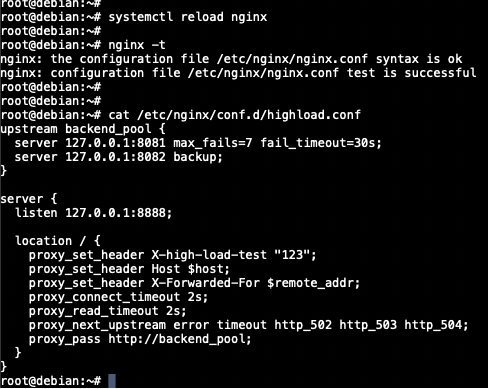 root@debian:~#
root@debian:~# systemctl reload nginx
root@debian:~#
root@debian:~# nginx -t
nginx: the configuration file /etc/nginx/nginx.conf syntax is ok
nginx: configuration file /etc/nginx/nginx.conf test is successful
root@debian:~#
root@debian:~#
root@debian:~# cat /etc/nginx/conf.d/highload.conf
upstream backend_pool {
  server 127.0.0.1:8081 max_fails=7 fail_timeout=30s;
  server 127.0.0.1:8082 backup;
}

server {
  listen 127.0.0.1:8888;

  location / {
    proxy_set_header X-high-load-test "123";
    proxy_set_header Host $host;
    proxy_set_header X-Forwarded-For $remote_addr;
    proxy_connect_timeout 2s;
    proxy_read_timeout 2s;
    proxy_next_upstream error timeout http_502 http_503 http_504;
    proxy_pass http://backend_pool;
  }
}
root@debian:~#